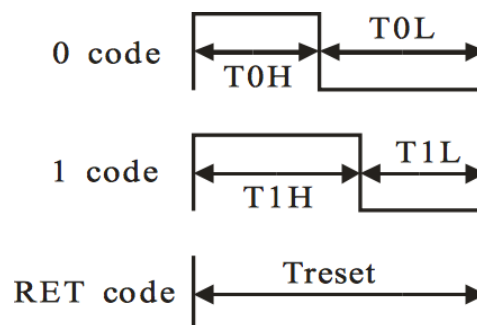 0 code
T0H
T0L
1 code
T1H
T1L
RET code
Treset